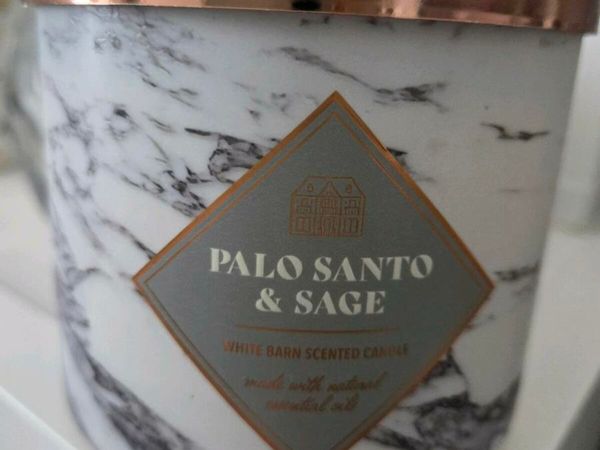 PALO SANTO
& SAGE
WHITE BARN SCENTED CANDLE
made with natural
essential oils